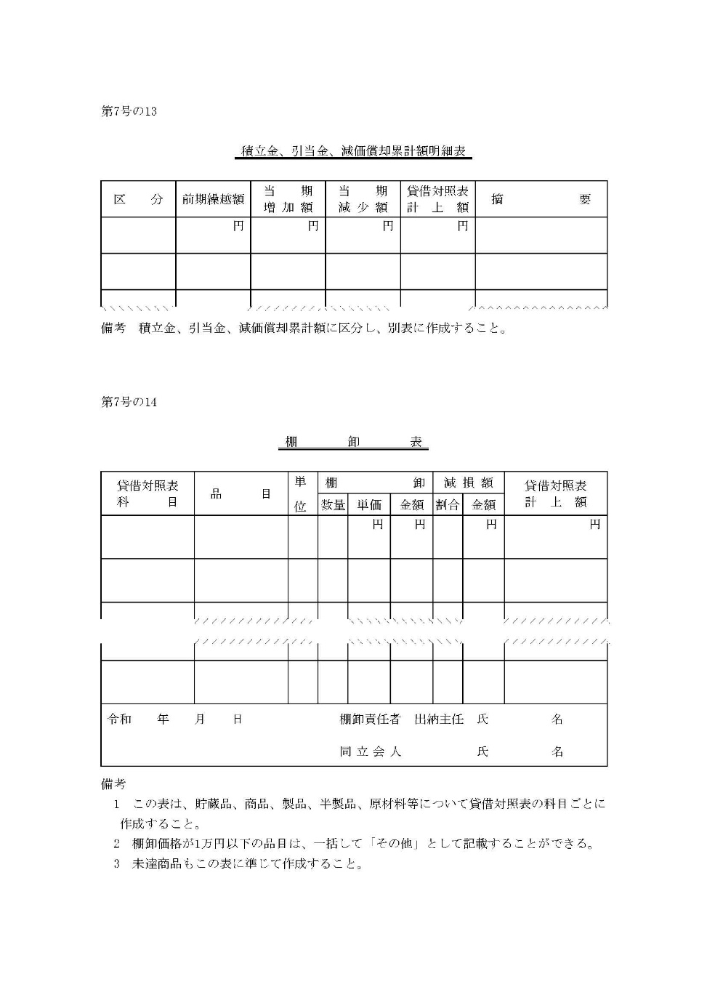 第7号の13
積立金、引当金、減価償却累計額明細表
区　　分　前期繰越額　当　　期　当　　期　貸借対照表　摘　　　　　　要
増 加 額　減 少 額　計　上　額
円　円　円　円
備考　積立金、引当金、減価償却累計額に区分し、別表に作成すること。
第7号の14
棚　　　　卸　　　　表
貸借対照表　品　　　目　単　棚　　　　　　卸　減 損 額　貸借対照表
科　　　目　位　数量　単価　金額　割合　金額　計　上　額
円　円　円　円
令和　　年　　月　　日　棚卸責任者　出納主任　氏　　　　　名
同 立 会 人　氏　　　　　名
備考
1　この表は、貯蔵品、商品、製品、半製品、原材料等について貸借対照表の科目ごとに
作成すること。
2　棚卸価格が1万円以下の品目は、一括して「その他」として記載することができる。
3　未達商品もこの表に準じて作成すること。